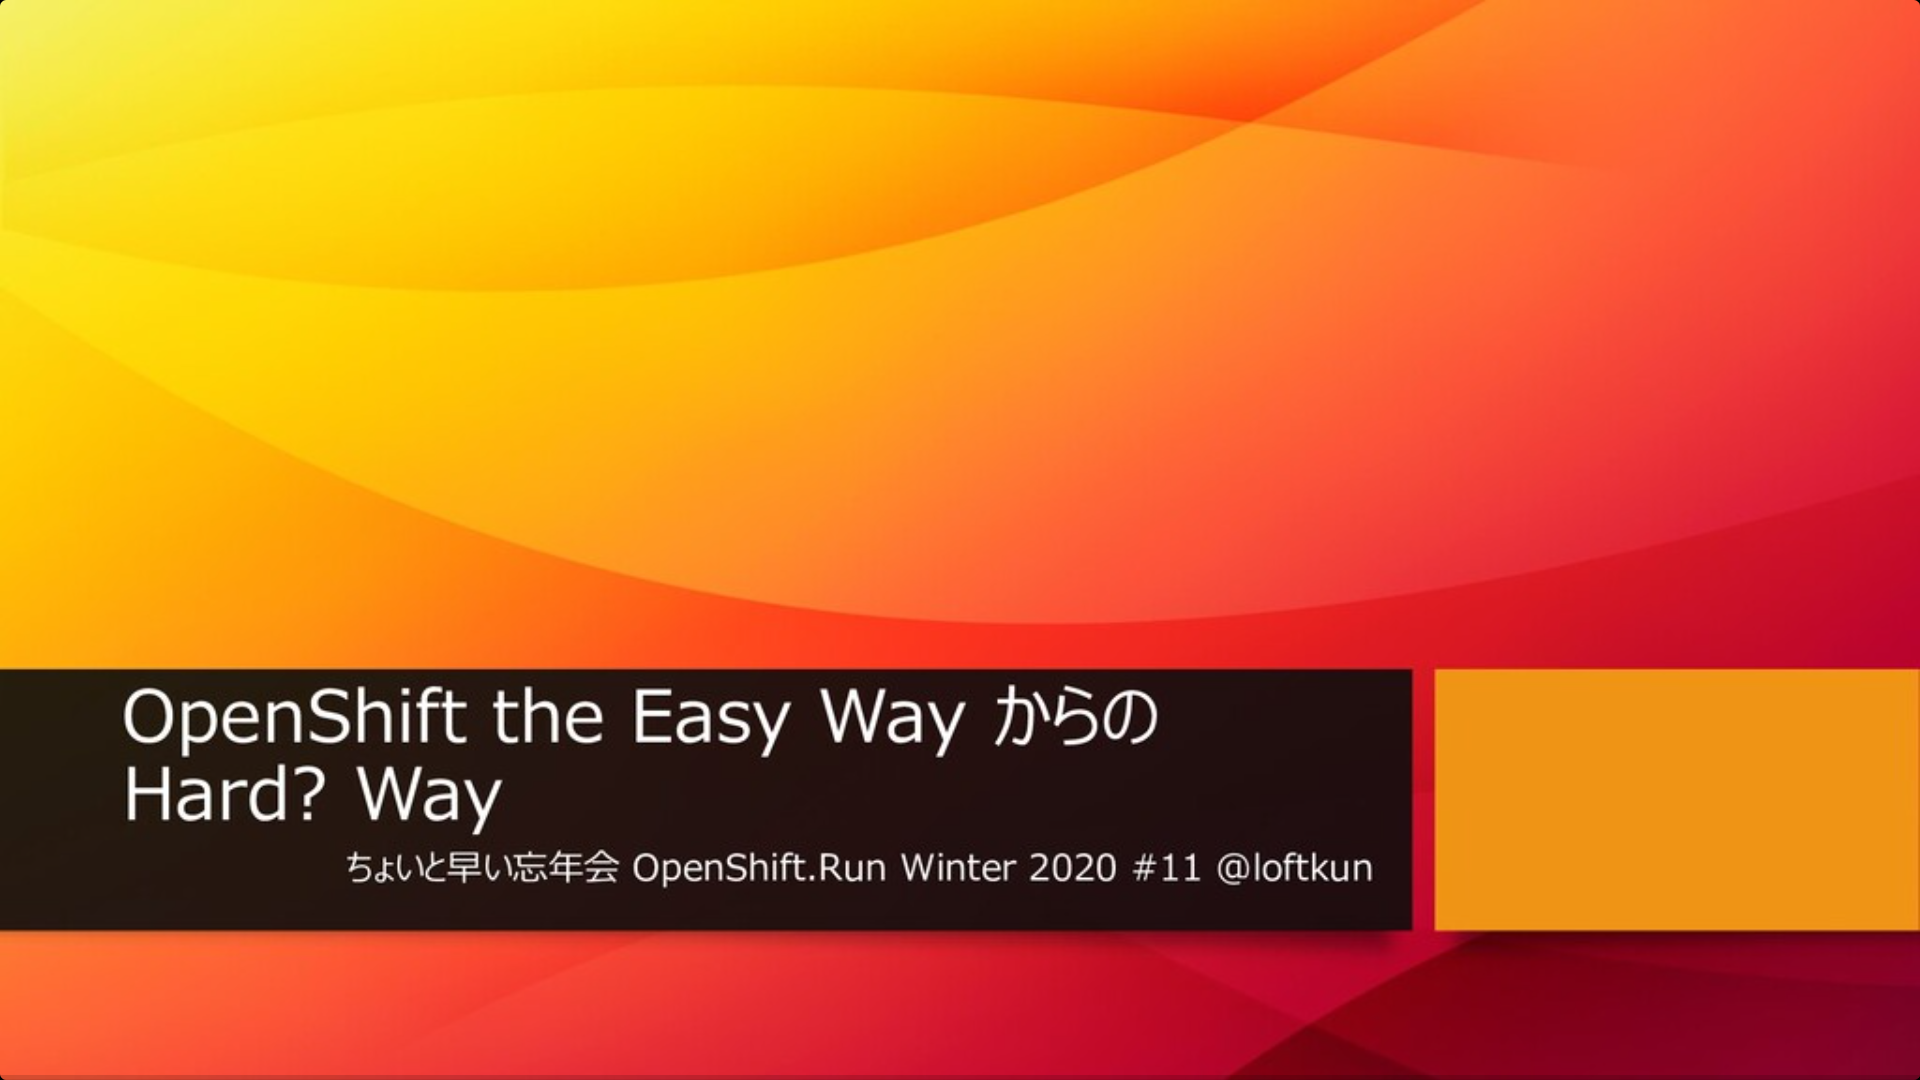 OpenShift the Easy Way からの
Hard? Way
ちょいと早い忘年会 OpenShift.Run Winter 2020 #11 @loftkun